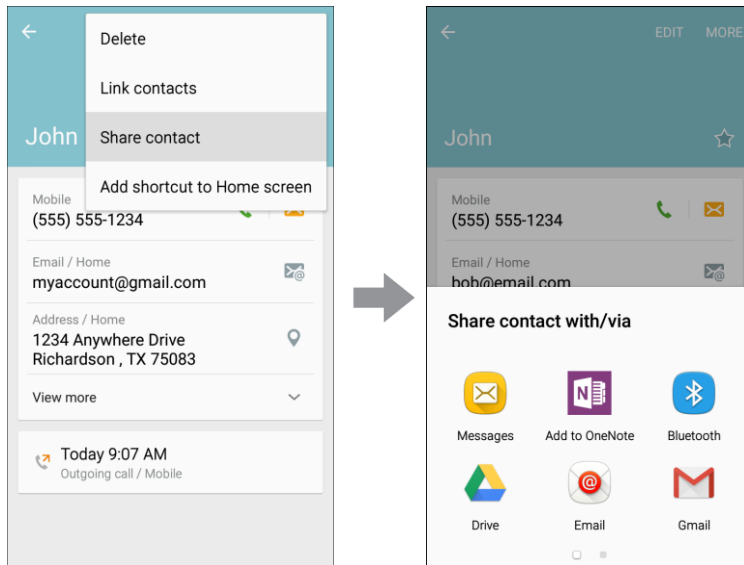 Delete
Link contacts
John
Share contact
Add shortcut to Home screen
Mobile
(555) 555-1234
Email / Home
myaccount@gmail.com
Address / Home
1234 Anywhere Drive
Richardson , TX 75083
View more
Today 9:07 AM
Outgoing call / Mobile
EDIT MORE
John
Mobile
(555) 555-1234
Email / Home
bob@email.com
Share contact with/via
Messages
Add to OneNote
Bluetooth
Drive
Email
Gmail